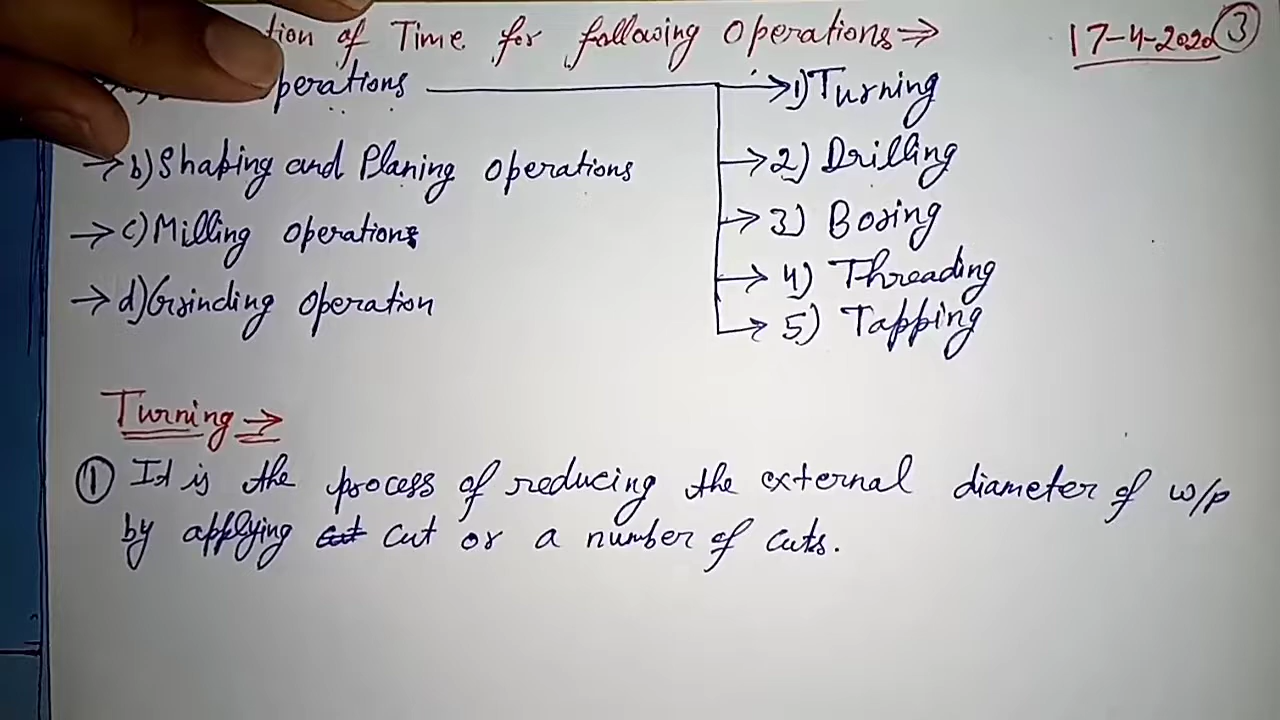 tion of Time for following Operations→ 17-4-2020 3
perations → 1) Turning
→ b) Shaping and Planing operations → 2) Drilling
→ c) Milling operations → 3) Boring
→ 4) Threading
→ d) Grinding operation → 5) Tapping
Turning →
1 It is the process of reducing the external diameter of w/p
by applying cut cut or a number of cuts.